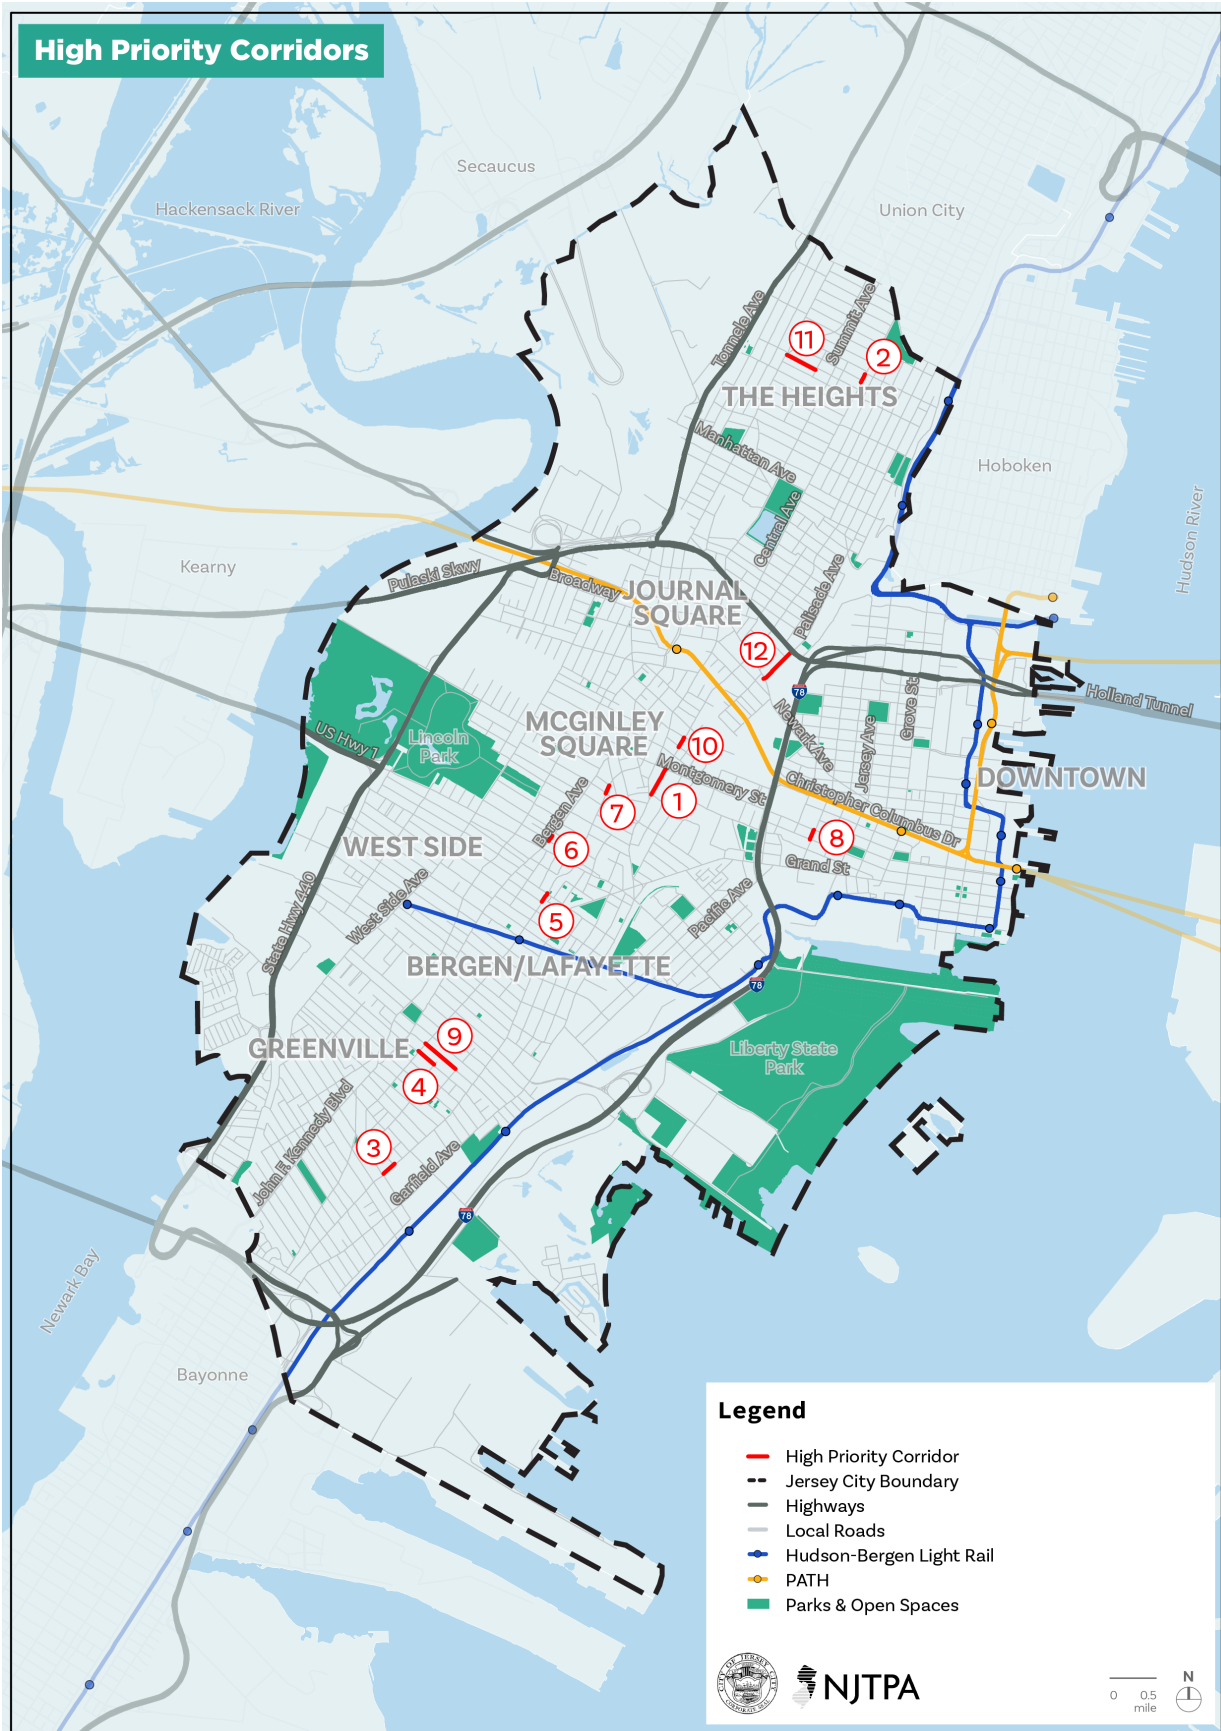 High Priority Corridors
Secaucus
Hackensack River
Union City
Tonnele Ave
Summit Ave
11
2
THE HEIGHTS
Manhattan Ave
Hoboken
Central Ave
Hudson River
Kearny
Pulaski Skwy
Broadway
JOURNAL
SQUARE
Palisade Ave
12
78
Holland Tunnel
Grove St
Newark Ave
Jersey Ave
US Hwy 1
Lincoln
Park
MCGINLEY
SQUARE
10
Montgomery St
DOWNTOWN
Christopher Columbus Dr
1
7
Bergen Ave
8
6
WEST SIDE
Grand St
State Hwy 440
West Side Ave
Pacific Ave
5
BERGEN/LAFAYETTE
78
9
GREENVILLE
Liberty State
Park
4
John F. Kennedy Blvd
3
Garfield Ave
78
Newark Bay
Bayonne
Legend
High Priority Corridor
Jersey City Boundary
Highways
Local Roads
Hudson-Bergen Light Rail
PATH
Parks & Open Spaces
CITY OF JERSEY CITY
CORPORATE SEAL
NJTPA
0 0.5
mile
N